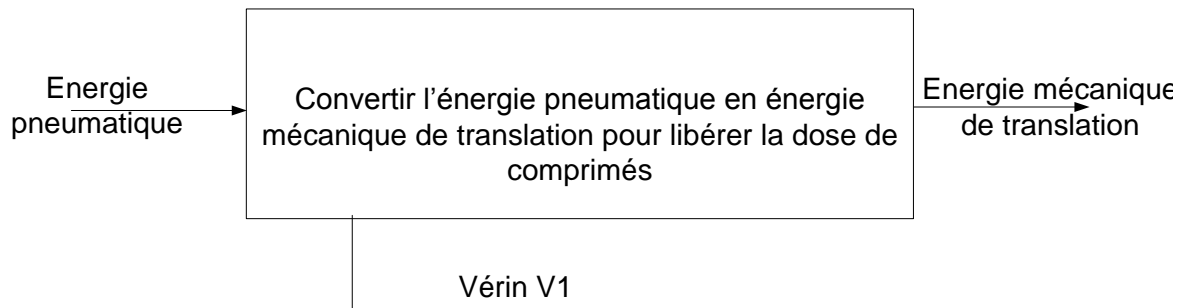 Energie
pneumatique
Convertir l'énergie pneumatique en énergie
mécanique de translation pour libérer la dose de
comprimés
Energie mécanique
de translation
Vérin V1